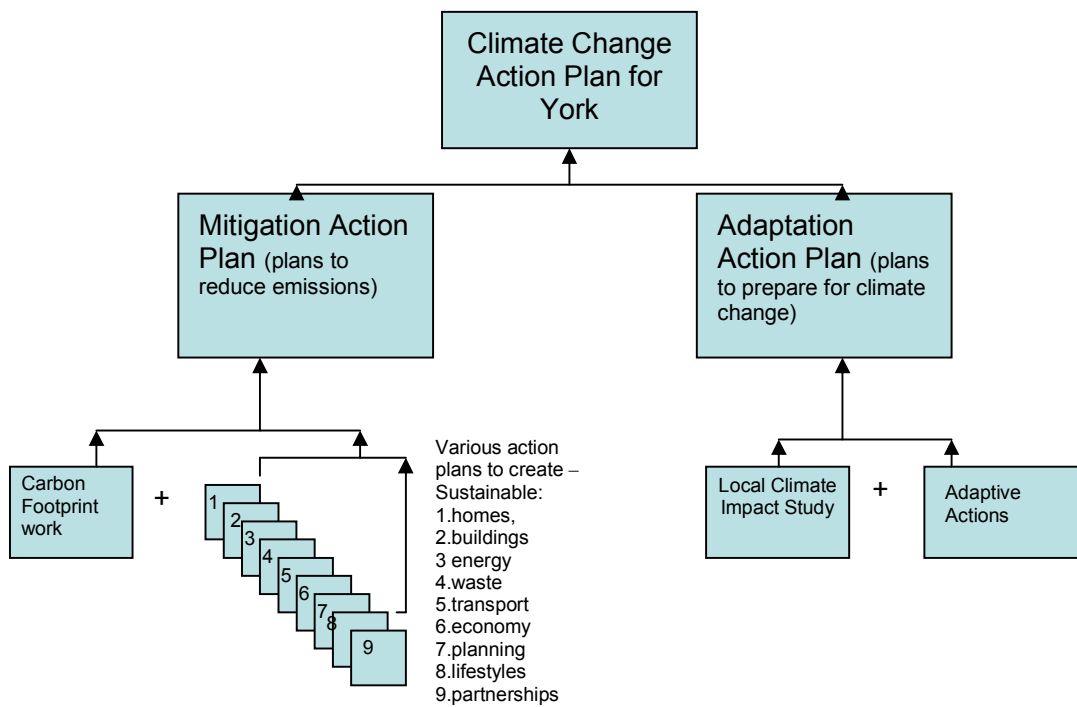 Climate Change
Action Plan for
York
Mitigation Action
Plan (plans to
reduce emissions)
Adaptation
Action Plan (plans
to prepare for climate
change)
Carbon
Footprint
work
+
1
2
3
4
5
6
7
8
9
Various action
plans to create –
Sustainable:
1.homes,
2.buildings
3 energy
4.waste
5.transport
6.economy
7.planning
8.lifestyles
9.partnerships
Local Climate
Impact Study
+
Adaptive
Actions